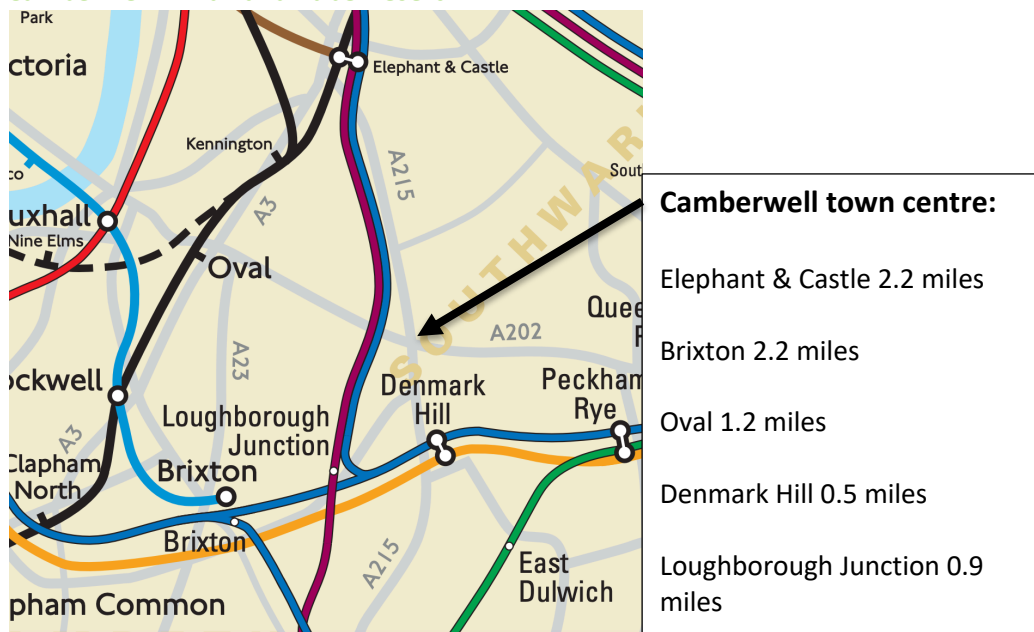 Park
ctoria
Elephant & Castle
Kennington
A215
A3
co
uxhall
Nine Elms
Oval
SOUTHWAR
Sout
Camberwell town centre:
Elephant & Castle 2.2 miles
Brixton 2.2 miles
Oval 1.2 miles
Denmark Hill 0.5 miles
Loughborough Junction 0.9
miles
Quee
A202
A23
ockwell
Denmark
Hill
Peckham
Rye
Loughborough
Junction
A3
Clapham
North
Brixton
Brixton
A215
East
Dulwich
pham Common